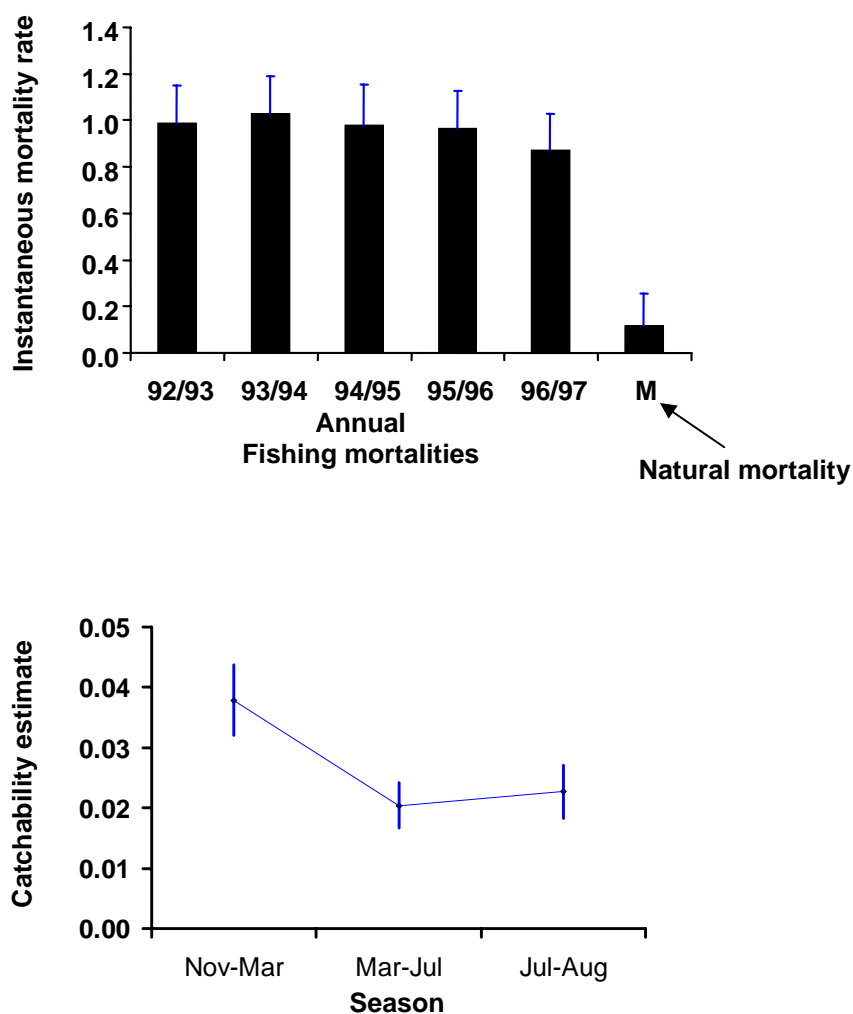 Instantaneous mortality rate
1.4
1.2
1.0
0.8
0.6
0.4
0.2
0.0
92/93 93/94 94/95 95/96 96/97 M
Annual
Fishing mortalities
Natural mortality
Catchability estimate
0.05
0.04
0.03
0.02
0.01
0.00
Nov-Mar Mar-Jul Jul-Aug
Season